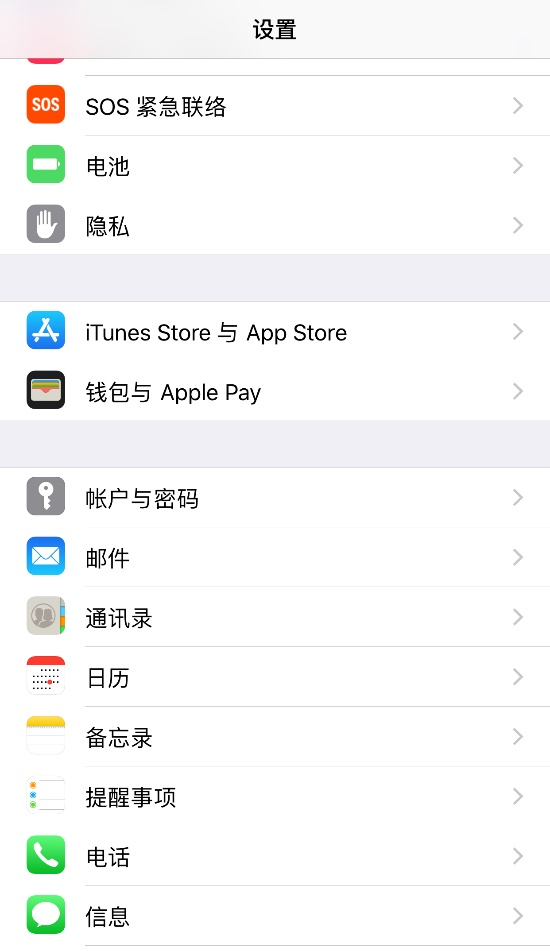 设置
SOS SOS 紧急联络
电池
隐私
iTunes Store 与 App Store
钱包与 Apple Pay
帐户与密码
邮件
通讯录
日历
备忘录
提醒事项
电话
信息